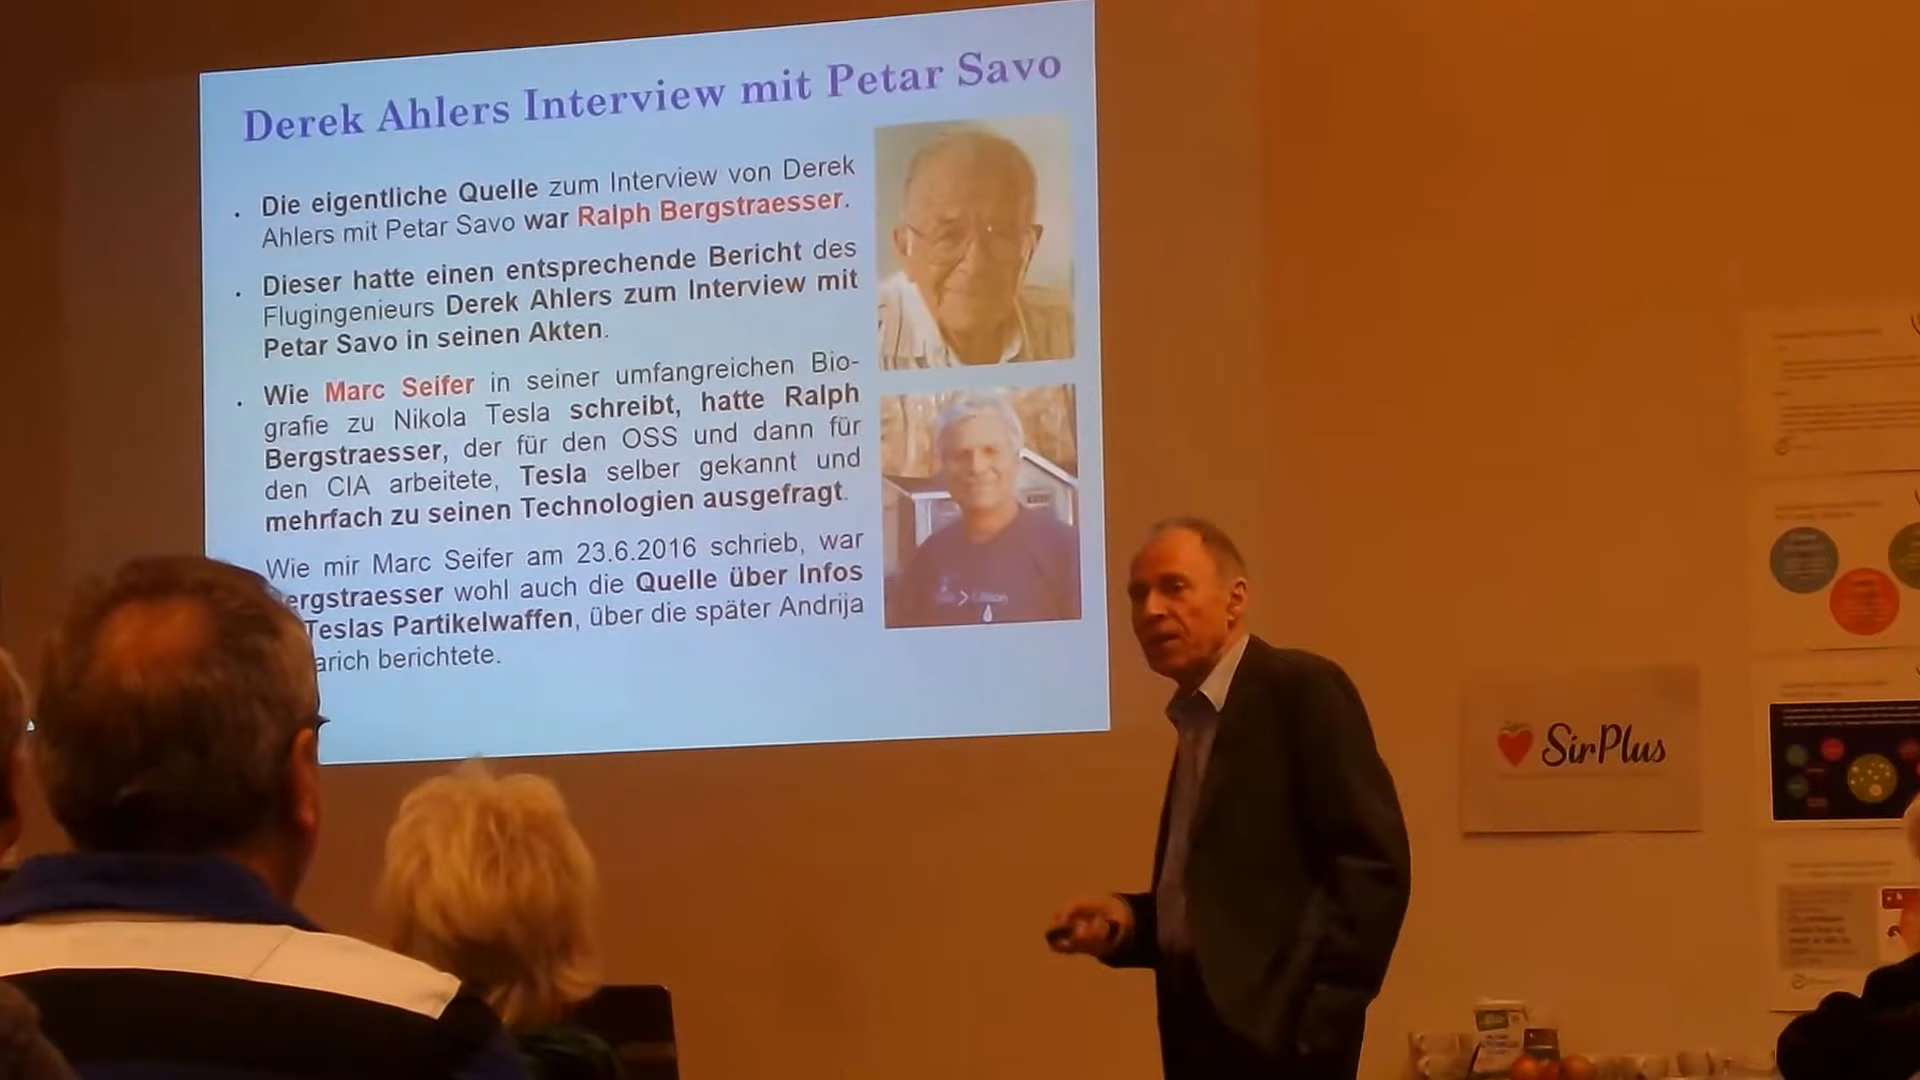 Derek Ahlers Interview mit Petar Savo
Die eigentliche Quelle zum Interview von Derek
Ahlers mit Petar Savo war Ralph Bergstraesser.
Dieser hatte einen entsprechende Bericht des
Flugingenieurs Derek Ahlers zum Interview mit
Petar Savo in seinen Akten.
Wie Marc Seifer in seiner umfangreichen Bio-
grafie zu Nikola Tesla schreibt, hatte Ralph
Bergstraesser, der für den OSS und dann für
den CIA arbeitete, Tesla selber gekannt und
mehrfach zu seinen Technologien ausgefragt.
Wie mir Marc Seifer am 23.6.2016 schrieb, war
ergstraesser wohl auch die Quelle über Infos
Teslas Partikelwaffen, über die später Andrija
arich berichtete.
SirPlus